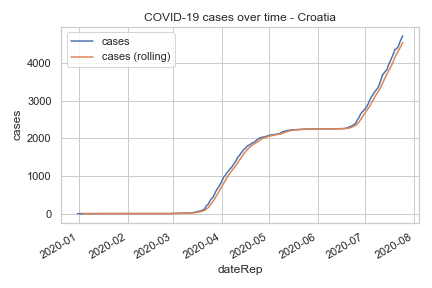 COVID-19 cases over time - Croatia
cases
cases (rolling)
cases
4000
3000
2000
1000
0
2020-01
2020-02
2020-03
2020-04
2020-05
2020-06
2020-07
2020-08
dateRep